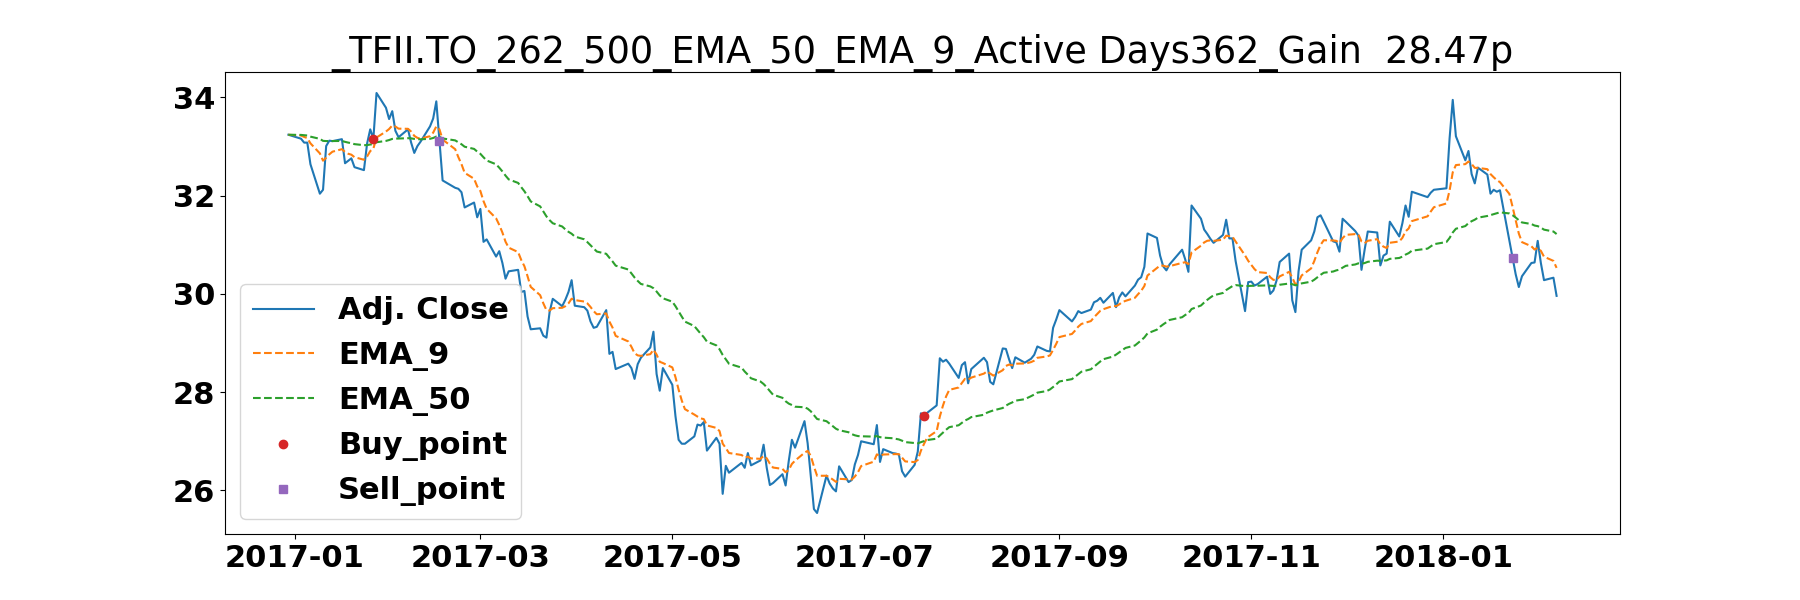 _TFII.TO_262_500_EMA_50_EMA_9_Active Days362_Gain  28.47p
34
32
30
28
26
Adj. Close
EMA_9
EMA_50
Buy_point
Sell_point
2017-01 2017-03 2017-05 2017-07 2017-09 2017-11 2018-01